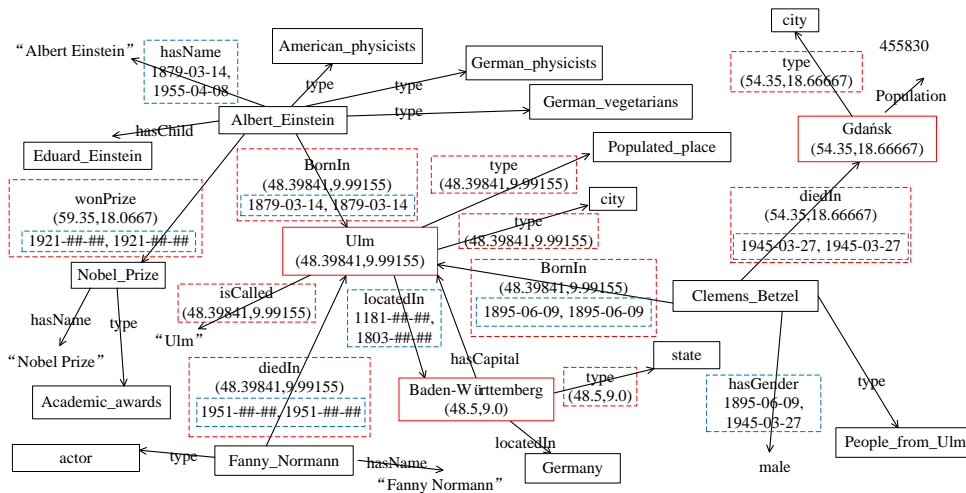 city
455830
"Albert Einstein"
hasName
1879-03-14,
1955-04-08
American_physicists
type
German_physicists
type
(54.35,18.66667)
type
type
German_vegetarians
Population
hasChild
Albert_Einstein
Gdańsk
(54.35,18.66667)
Eduard_Einstein
Populated_place
BornIn
(48.39841,9.99155)
1879-03-14, 1879-03-14
type
(48.39841,9.99155)
wonPrize
(59.35,18.0667)
1921-##-##, 1921-##-##
city
diedIn
(54.35,18.66667)
1945-03-27, 1945-03-27
type
(48.39841,9.99155)
Ulm
(48.39841,9.99155)
Nobel_Prize
BornIn
(48.39841,9.99155)
1895-06-09, 1895-06-09
Clemens_Betzel
isCalled
(48.39841,9.99155)
locatedIn
1181-##-##,
1803-##-##
hasName
type
"Ulm"
"Nobel Prize"
hasCapital
state
diedIn
(48.39841,9.99155)
1951-##-##, 1951-##-##
type
(48.5,9.0)
Baden-Württemberg
(48.5,9.0)
hasGender
1895-06-09,
1945-03-27
type
Academic_awards
locatedIn
People_from_Ulm
actor
type
Fanny_Normann
hasName
Germany
male
"Fanny Normann"